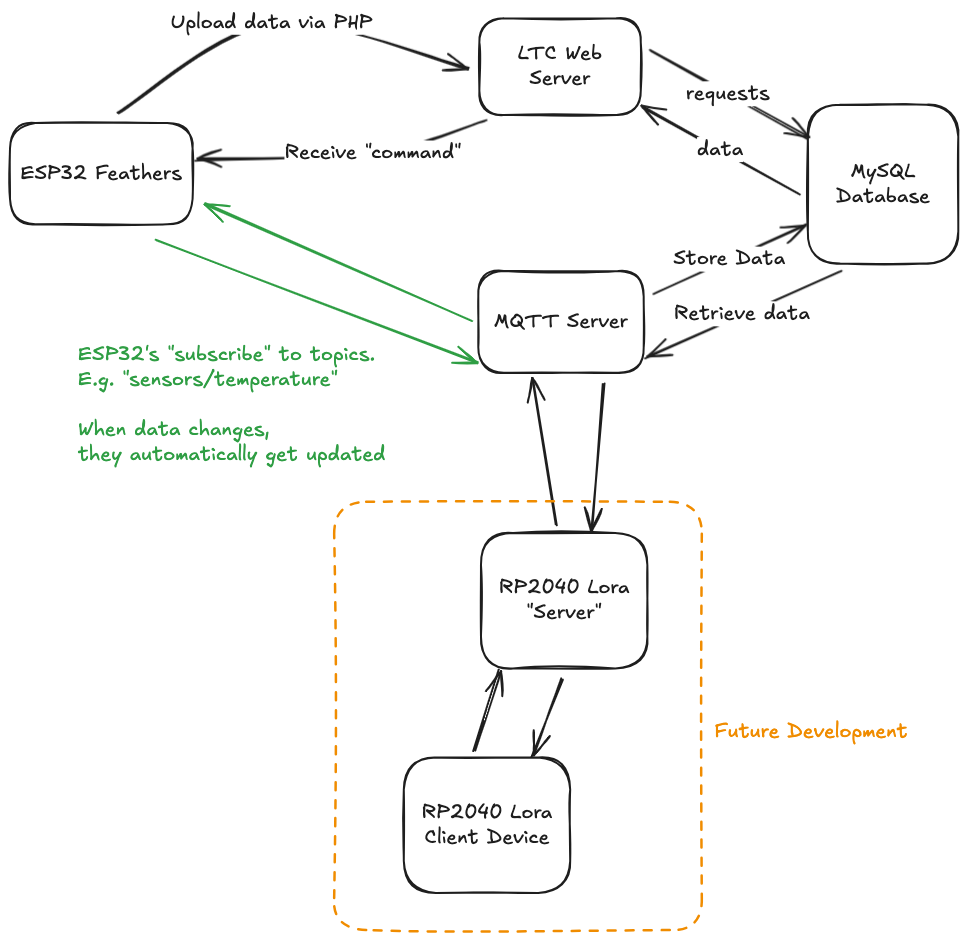 Upload data via PHP
LTC Web
Server
requests
Receive "command"
data
ESP32 Feathers
MySQL
Database
Store Data
Retrieve data
MQTT Server
ESP32's "subscribe" to topics.
E.g. "sensors/temperature"
When data changes,
they automatically get updated
RP2040 Lora
"Server"
Future Development
RP2040 Lora
Client Device